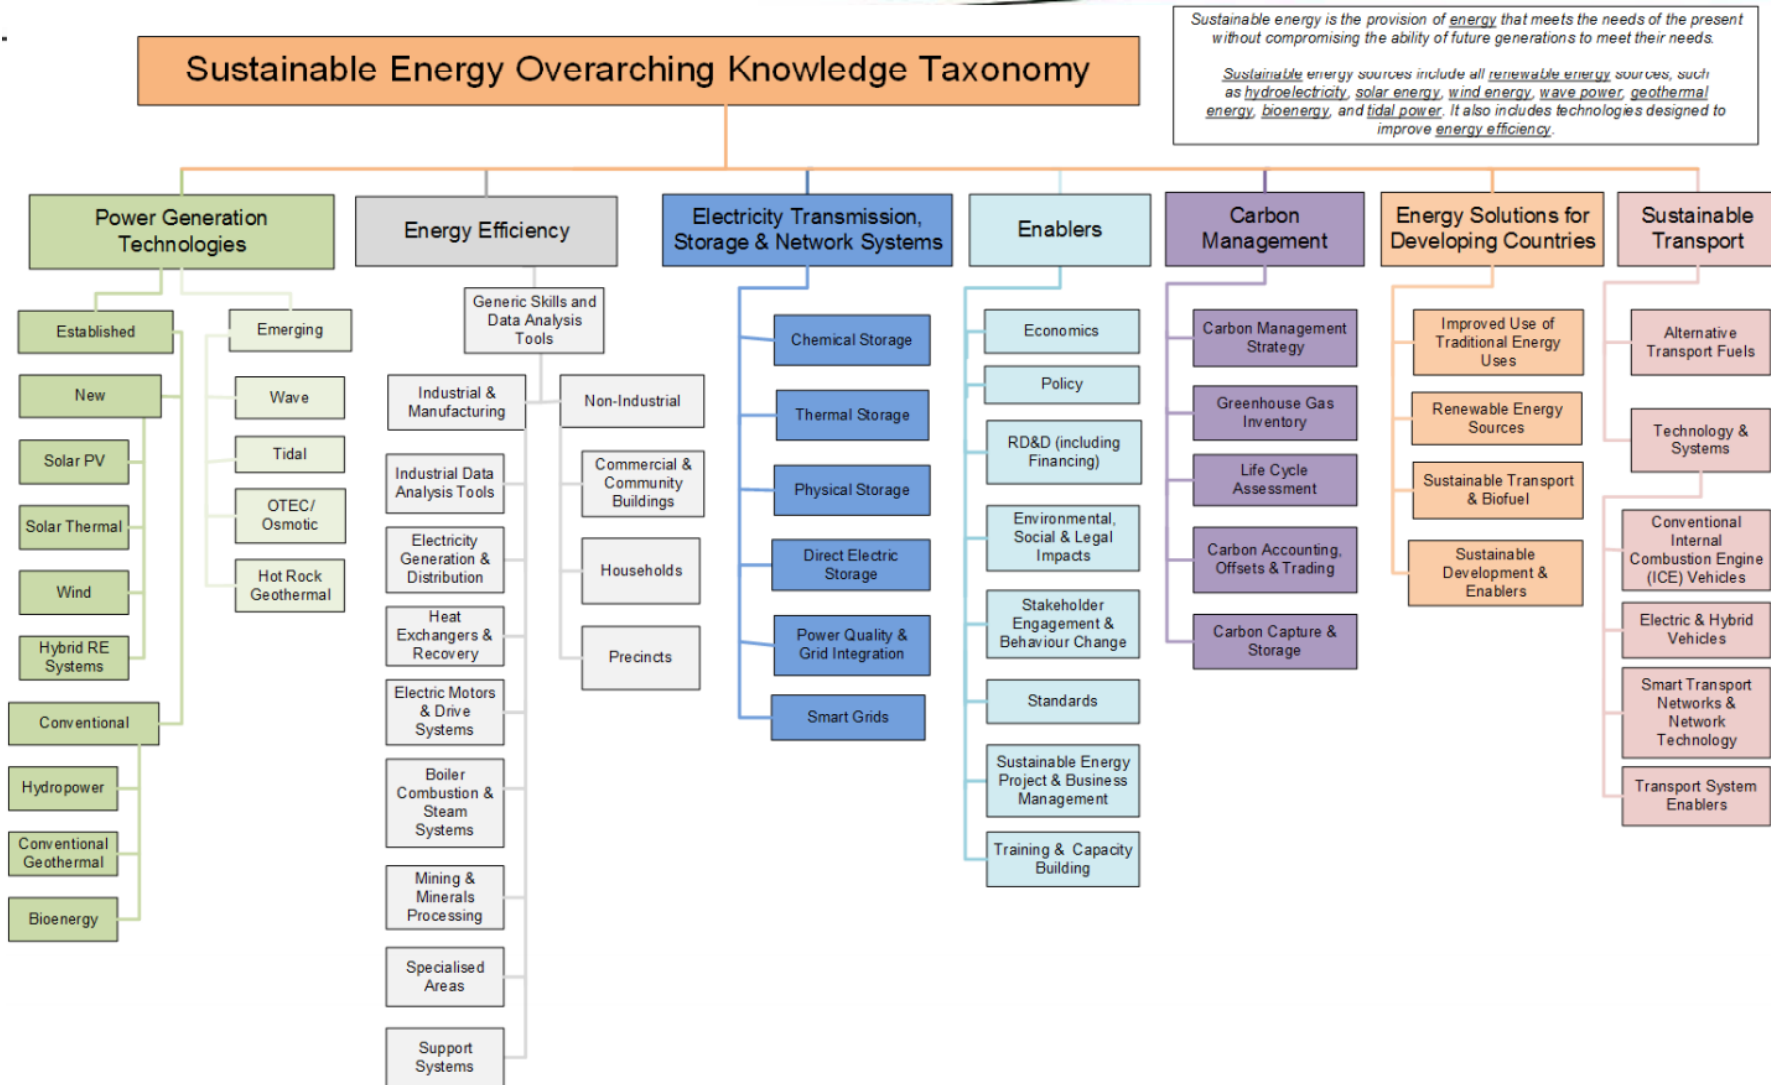 Sustainable energy is the provision of energy that meets the needs of the present
without compromising the ability of future generations to meet their needs.
Sustainable energy sources include all renewable energy sources, such
as hydroelectricity, solar energy, wind energy, wave power, geothermal
energy, bioenergy, and tidal power. It also includes technologies designed to
improve energy efficiency.
Sustainable Energy Overarching Knowledge Taxonomy
Power Generation
Technologies
Established
New
Solar PV
Solar Thermal
Wind
Hybrid RE
Systems
Conventional
Hydropower
Conventional
Geothermal
Bioenergy
Emerging
Wave
Tidal
OTEC/
Osmotic
Hot Rock
Geothermal
Energy Efficiency
Generic Skills and
Data Analysis
Tools
Industrial &
Manufacturing
Industrial Data
Analysis Tools
Electricity
Generation &
Distribution
Heat
Exchangers &
Recovery
Electric Motors
& Drive
Systems
Boiler
Combustion &
Steam
Systems
Mining &
Minerals
Processing
Specialised
Areas
Support
Systems
Non-Industrial
Commercial &
Community
Buildings
Households
Precincts
Electricity Transmission,
Storage & Network Systems
Chemical Storage
Thermal Storage
Physical Storage
Direct Electric
Storage
Power Quality &
Grid Integration
Smart Grids
Enablers
Economics
Policy
RD&D (including
Financing)
Environmental,
Social & Legal
Impacts
Stakeholder
Engagement &
Behaviour Change
Standards
Sustainable Energy
Project & Business
Management
Training & Capacity
Building
Carbon
Management
Carbon Management
Strategy
Greenhouse Gas
Inventory
Life Cycle
Assessment
Carbon Accounting,
Offsets & Trading
Carbon Capture &
Storage
Energy Solutions for
Developing Countries
Improved Use of
Traditional Energy
Uses
Renewable Energy
Sources
Sustainable Transport
& Biofuel
Sustainable
Development &
Enablers
Sustainable
Transport
Alternative
Transport Fuels
Technology &
Systems
Conventional
Internal
Combustion Engine
(ICE) Vehicles
Electric & Hybrid
Vehicles
Smart Transport
Networks &
Network
Technology
Transport System
Enablers